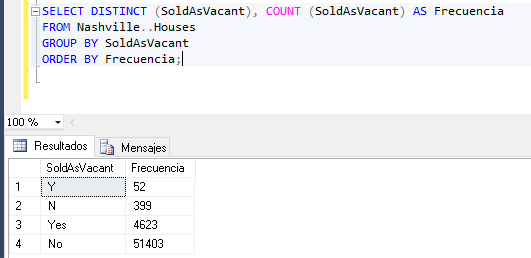 SELECT DISTINCT (SoldAsVacant), COUNT (SoldAsVacant) AS Frecuencia
FROM Nashville..Houses
GROUP BY SoldAsVacant
ORDER BY Frecuencia;
100 %
Resultados Mensajes
SoldAsVacant Frecuencia
1 Y 52
2 N 399
3 Yes 4623
4 No 51403